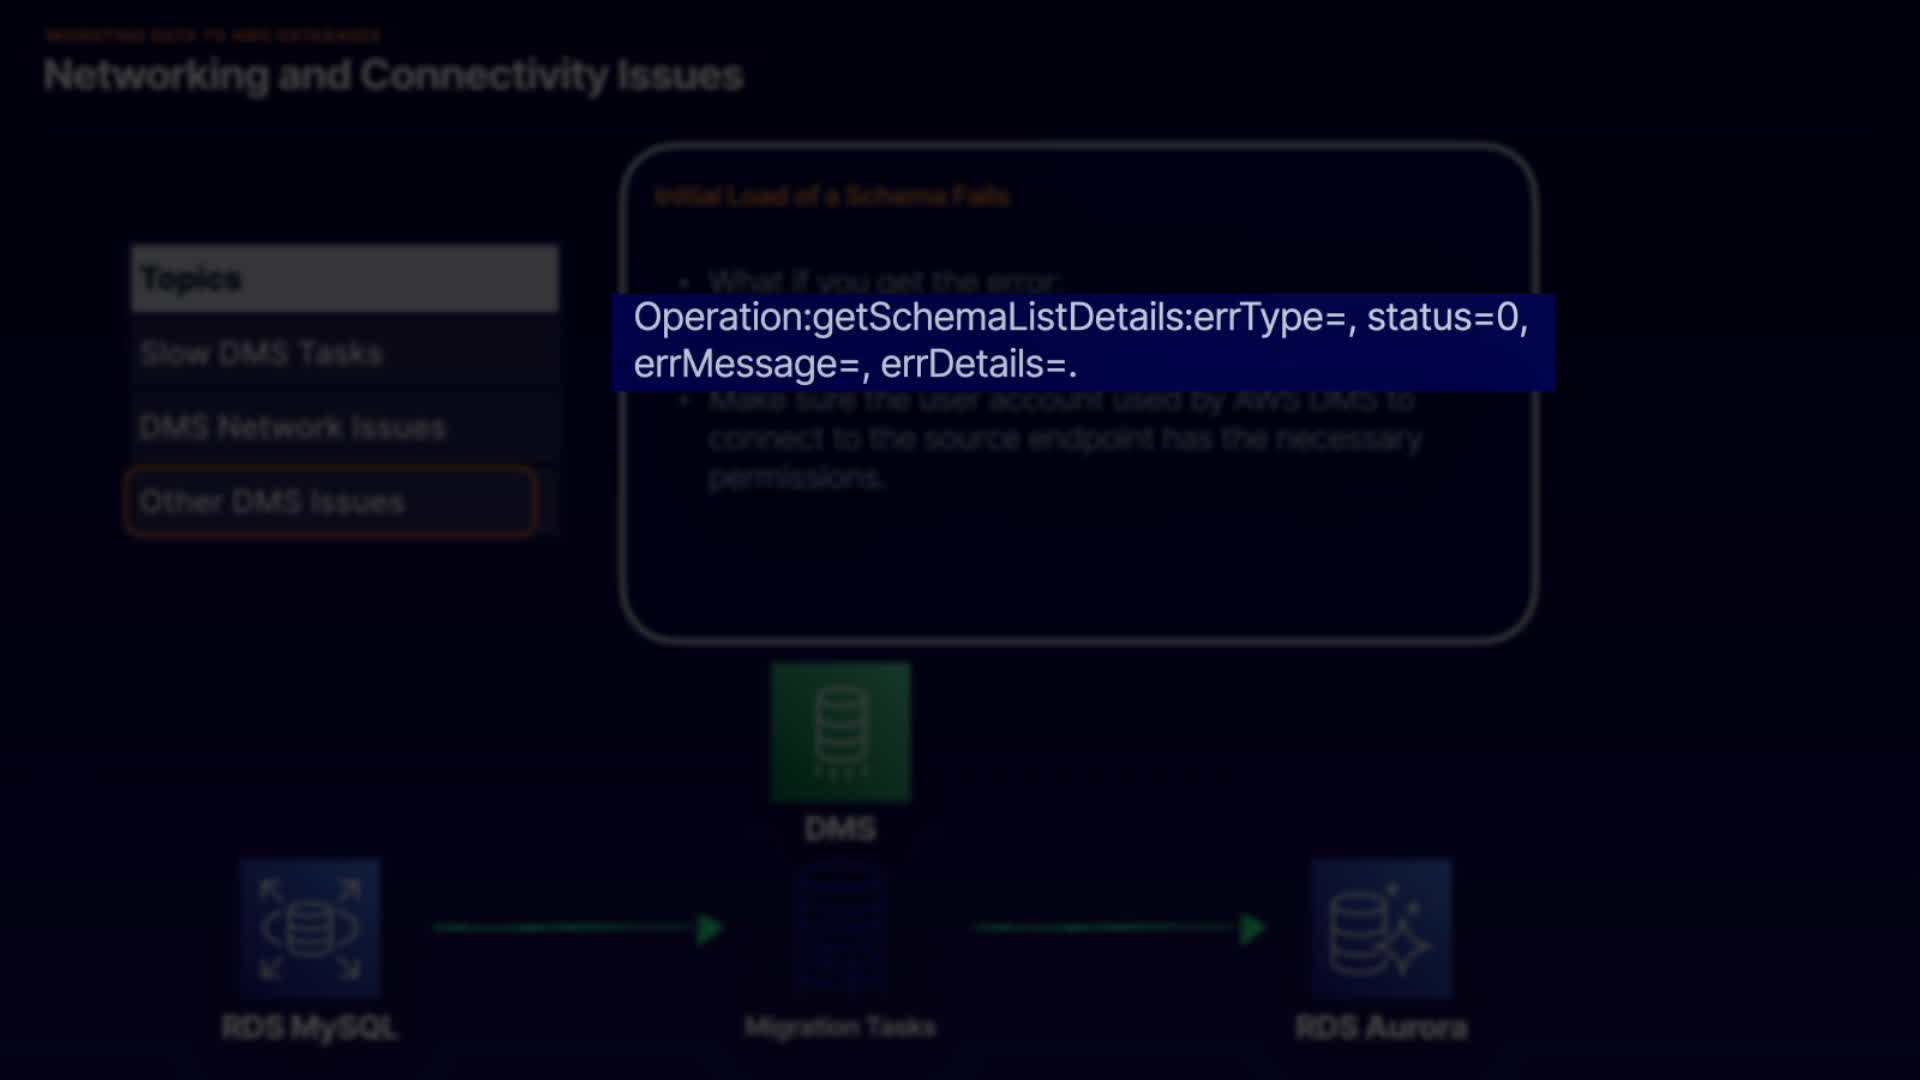 MIGRATING DATA TO AWS DATABASES
Networking and Connectivity Issues
Initial Load of a Schema Fails
Topics
Slow DMS Tasks
DMS Network Issues
Other DMS Issues
• What if you get the error:
Operation:getSchemaListDetails:errType=, status=0,
errMessage=, errDetails=.
• Make sure the user account used by AWS DMS to
connect to the source endpoint has the necessary
permissions.
DMS
RDS MySQL
Migration Tasks
RDS Aurora